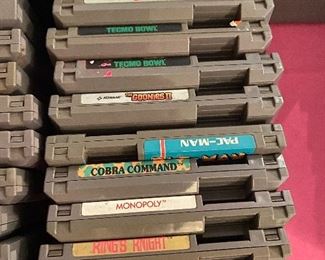 TECMO BOWL
TECMO BOWL
KONAMI THE GOONIES II
PAC-MAN
COBRA COMMAND
MONOPOLY
KING'S KNIGHT